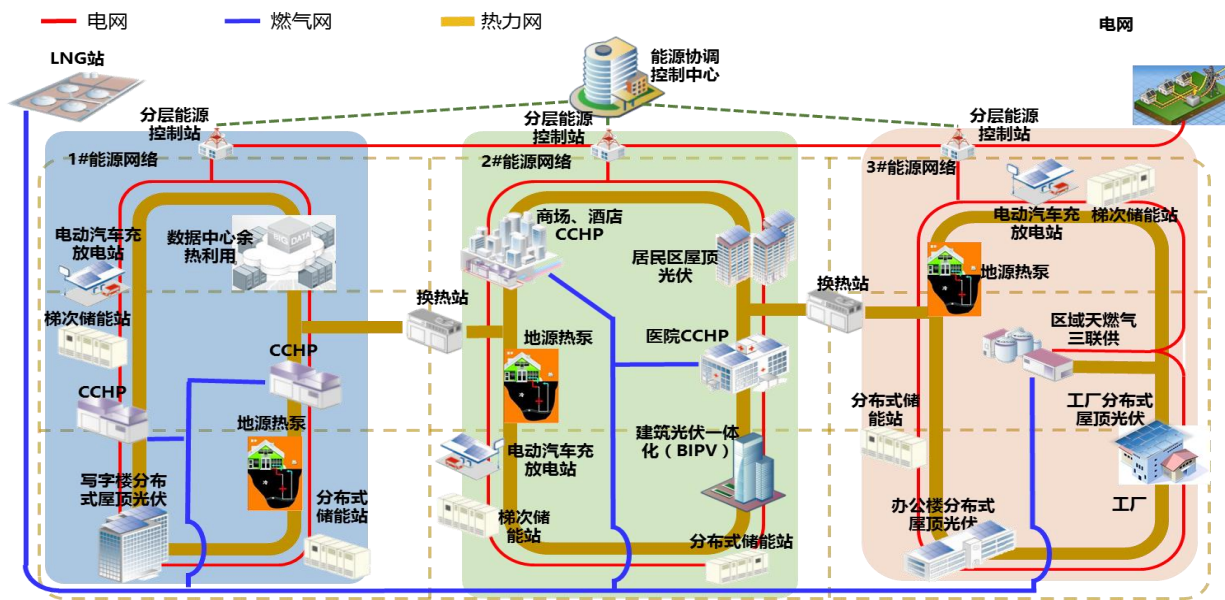 电网
燃气网
热力网
电网
LNG站
能源协调
控制中心
分层能源
控制站
分层能源
控制站
分层能源
控制站
1#能源网络
2#能源网络
3#能源网络
电动汽车充
放电站
数据中心余
热利用
BIG DATA
梯次储能站
CCHP
CCHP
地源热泵
写字楼分布
式屋顶光伏
分布式
储能站
换热站
商场、酒店
CCHP
居民区屋顶
光伏
地源热泵
医院CCHP
电动汽车充
放电站
建筑光伏一体
化（BIPV）
梯次储
能站
分布式储能站
换热站
电动汽车充
放电站
梯次储能站
地源热泵
区域天燃气
三联供
分布式储
能站
工厂分布式
屋顶光伏
办公楼分布式
屋顶光伏
工厂